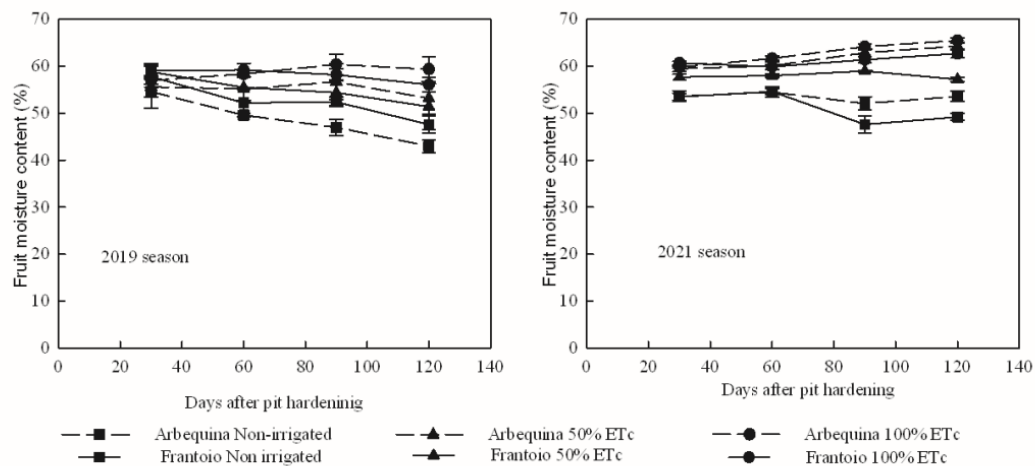 70
60
50
40
30
20
10
0
Fruit moisture content (%)
2019 season
0 20 40 60 80 100 120 140
Days after pit hardeninig
70
60
50
40
30
20
10
0
Fruit moisture content (%)
2021 season
0 20 40 60 80 100 120 140
Days after pit hardening
Arbequina Non-irrigated
Arbequina 50% ETc
Arbequina 100% ETc
Frantoio Non irrigated
Frantoio 50% ETc
Frantoio 100% ETc